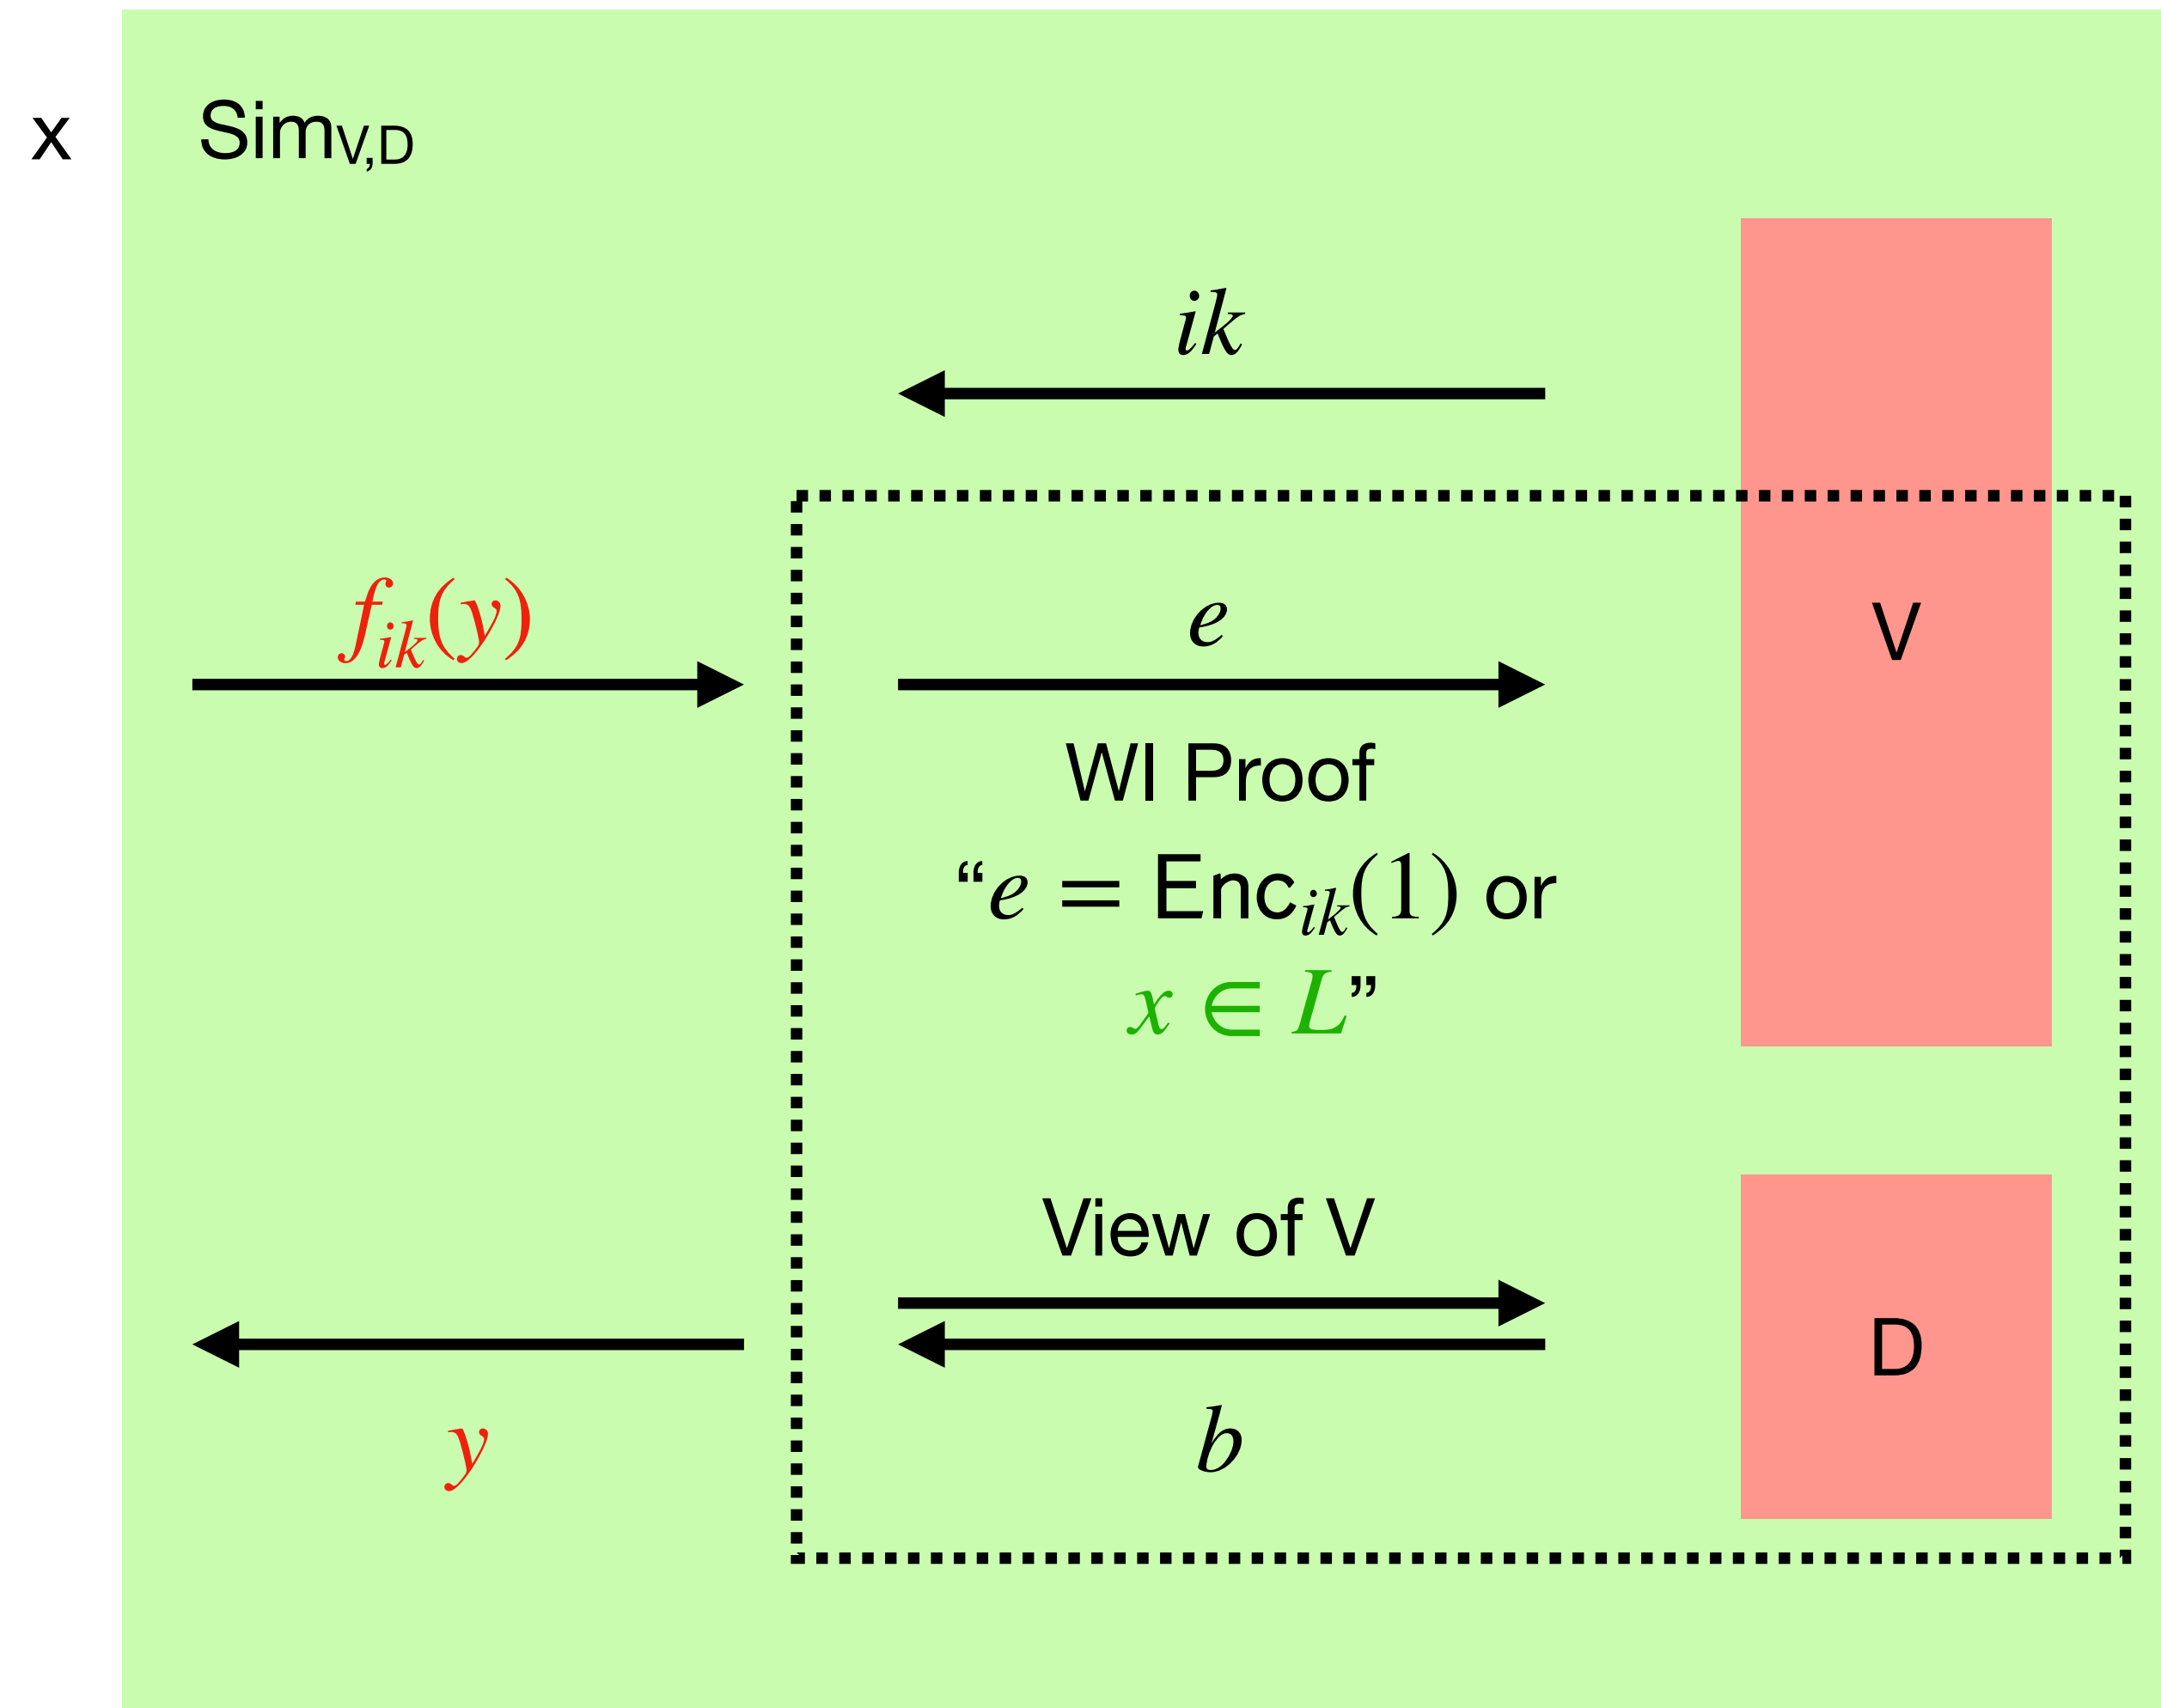 x
Sim_{V,D}
ik
f_{ik}(y)
e
V
WI Proof
“e = Enc_{ik}(1) or
x ∈ L”
View of V
D
y
b